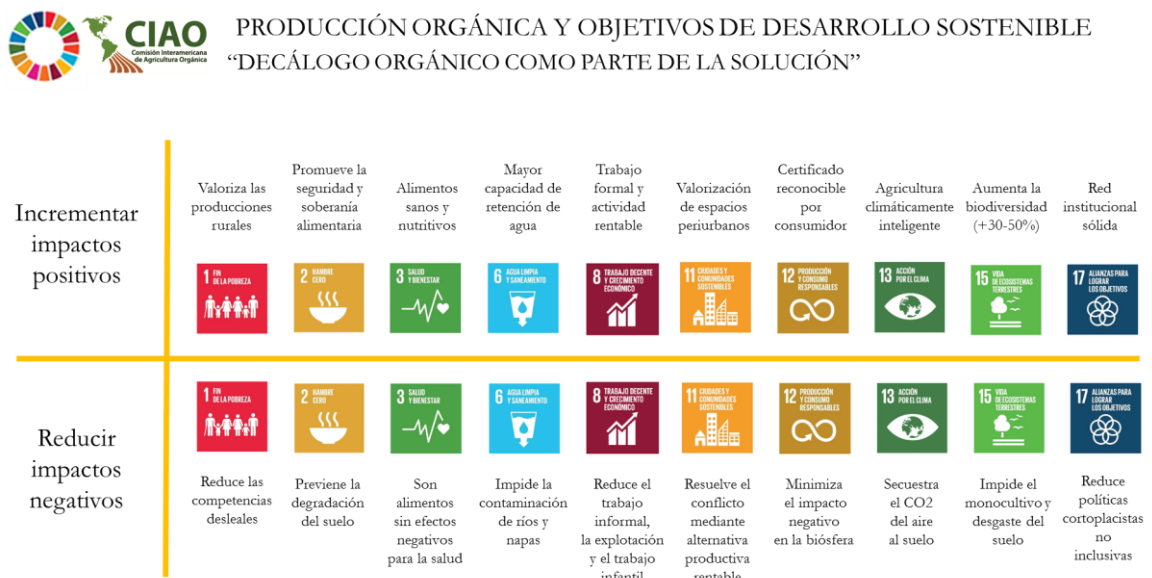 CIAO
Comisión Interamericana
de Agricultura Orgánica
PRODUCCIÓN ORGÁNICA Y OBJETIVOS DE DESARROLLO SOSTENIBLE
“DECÁLOGO ORGÁNICO COMO PARTE DE LA SOLUCIÓN”
Incrementar
impactos
positivos
Valoriza las
producciones
rurales
Promueve la
seguridad y
soberanía
alimentaria
Alimentos
sanos y
nutritivos
Mayor
capacidad de
retención de
agua
Trabajo
formal y
actividad
rentable
Valorización
de espacios
periurbanos
Certificado
reconocible
por
consumidor
Agricultura
climáticamente
inteligente
Aumenta la
biodiversidad
(+30-50%)
Red
institucional
sólida
1 FIN
DE LA POBREZA
2 HAMBRE
CERO
3 SALUD
Y BIENESTAR
6 AGUA LIMPIA
Y SANEAMIENTO
8 TRABAJO DECENTE
Y CRECIMIENTO
ECONÓMICO
11 CIUDADES Y
COMUNIDADES
SOSTENIBLES
12 PRODUCCIÓN
Y CONSUMO
RESPONSABLES
13 ACCIÓN
POR EL CLIMA
15 VIDA
DE ECOSISTEMAS
TERRESTRES
17 ALIANZAS PARA
LOGRAR
LOS OBJETIVOS
Reducir
impactos
negativos
1 FIN
DE LA POBREZA
2 HAMBRE
CERO
3 SALUD
Y BIENESTAR
6 AGUA LIMPIA
Y SANEAMIENTO
8 TRABAJO DECENTE
Y CRECIMIENTO
ECONÓMICO
11 CIUDADES Y
COMUNIDADES
SOSTENIBLES
12 PRODUCCIÓN
Y CONSUMO
RESPONSABLES
13 ACCIÓN
POR EL CLIMA
15 VIDA
DE ECOSISTEMAS
TERRESTRES
17 ALIANZAS PARA
LOGRAR
LOS OBJETIVOS
Reduce las
competencias
desleales
Previene la
degradación
del suelo
Son
alimentos
sin efectos
negativos
para la salud
Impide la
contaminación
de ríos y
napas
Reduce el
trabajo
informal,
la explotación
y el trabajo
infantil
Resuelve el
conflicto
mediante
alternativa
productiva
rentable
Minimiza
el impacto
negativo
en la biósfera
Secuestra
el CO2
del aire
al suelo
Impide el
monocultivo y
desgaste del
suelo
Reduce
políticas
cortoplacistas
no
inclusivas